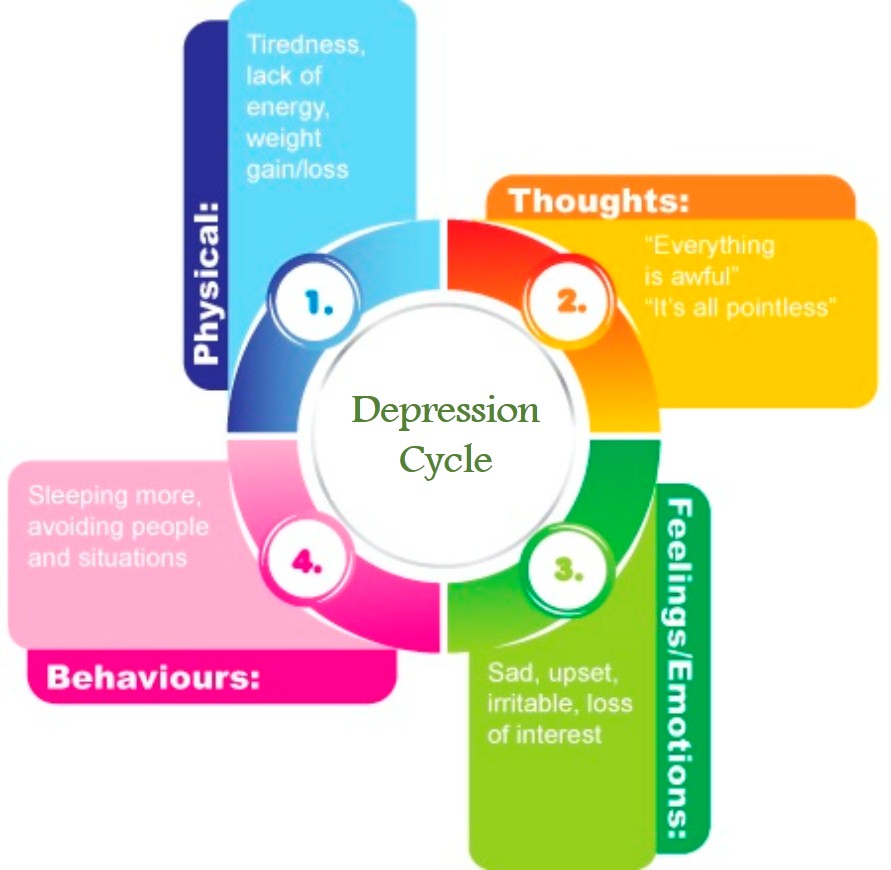 Physical:
Tiredness,
lack of
energy,
weight
gain/loss
1.
Thoughts:
“Everything
is awful”
“It’s all pointless”
2.
Depression
Cycle
Feelings/Emotions:
3.
Sad, upset,
irritable, loss
of interest
Sleeping more,
avoiding people
and situations
4.
Behaviours: